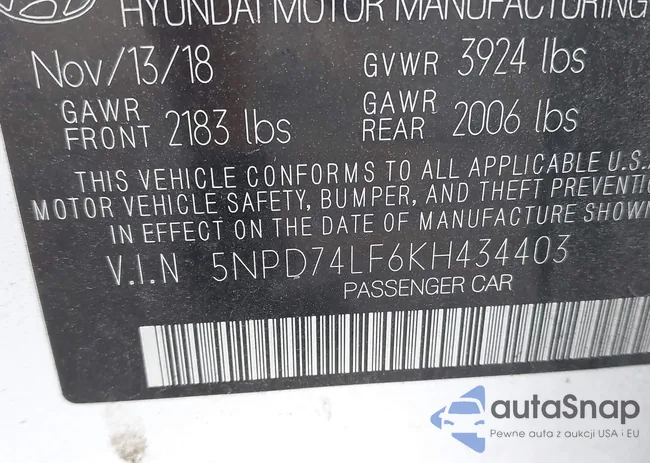 HYUNDAI MOTOR MANUFACTURING
Nov/13/18 GVWR 3924 lbs
GAWR FRONT 2183 lbs GAWR REAR 2006 lbs
THIS VEHICLE CONFORMS TO ALL APPLICABLE U.S.A
MOTOR VEHICLE SAFETY, BUMPER, AND THEFT PREVENTIO
IN EFFECT ON THE DATE OF MANUFACTURE SHOWN
V.I.N 5NPD74LF6KH434403
PASSENGER CAR
autaSnap
Pewne auta z aukcji USA i EU